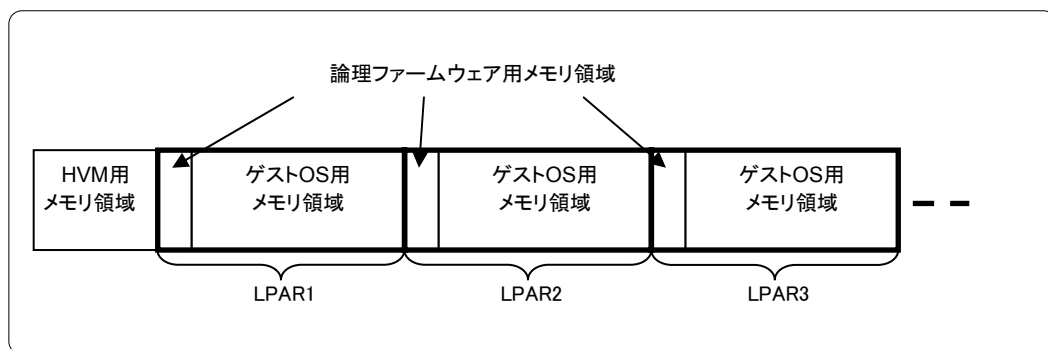 論理ファームウェア用メモリ領域
HVM用
メモリ領域
ゲストOS用
メモリ領域
ゲストOS用
メモリ領域
ゲストOS用
メモリ領域
LPAR1
LPAR2
LPAR3